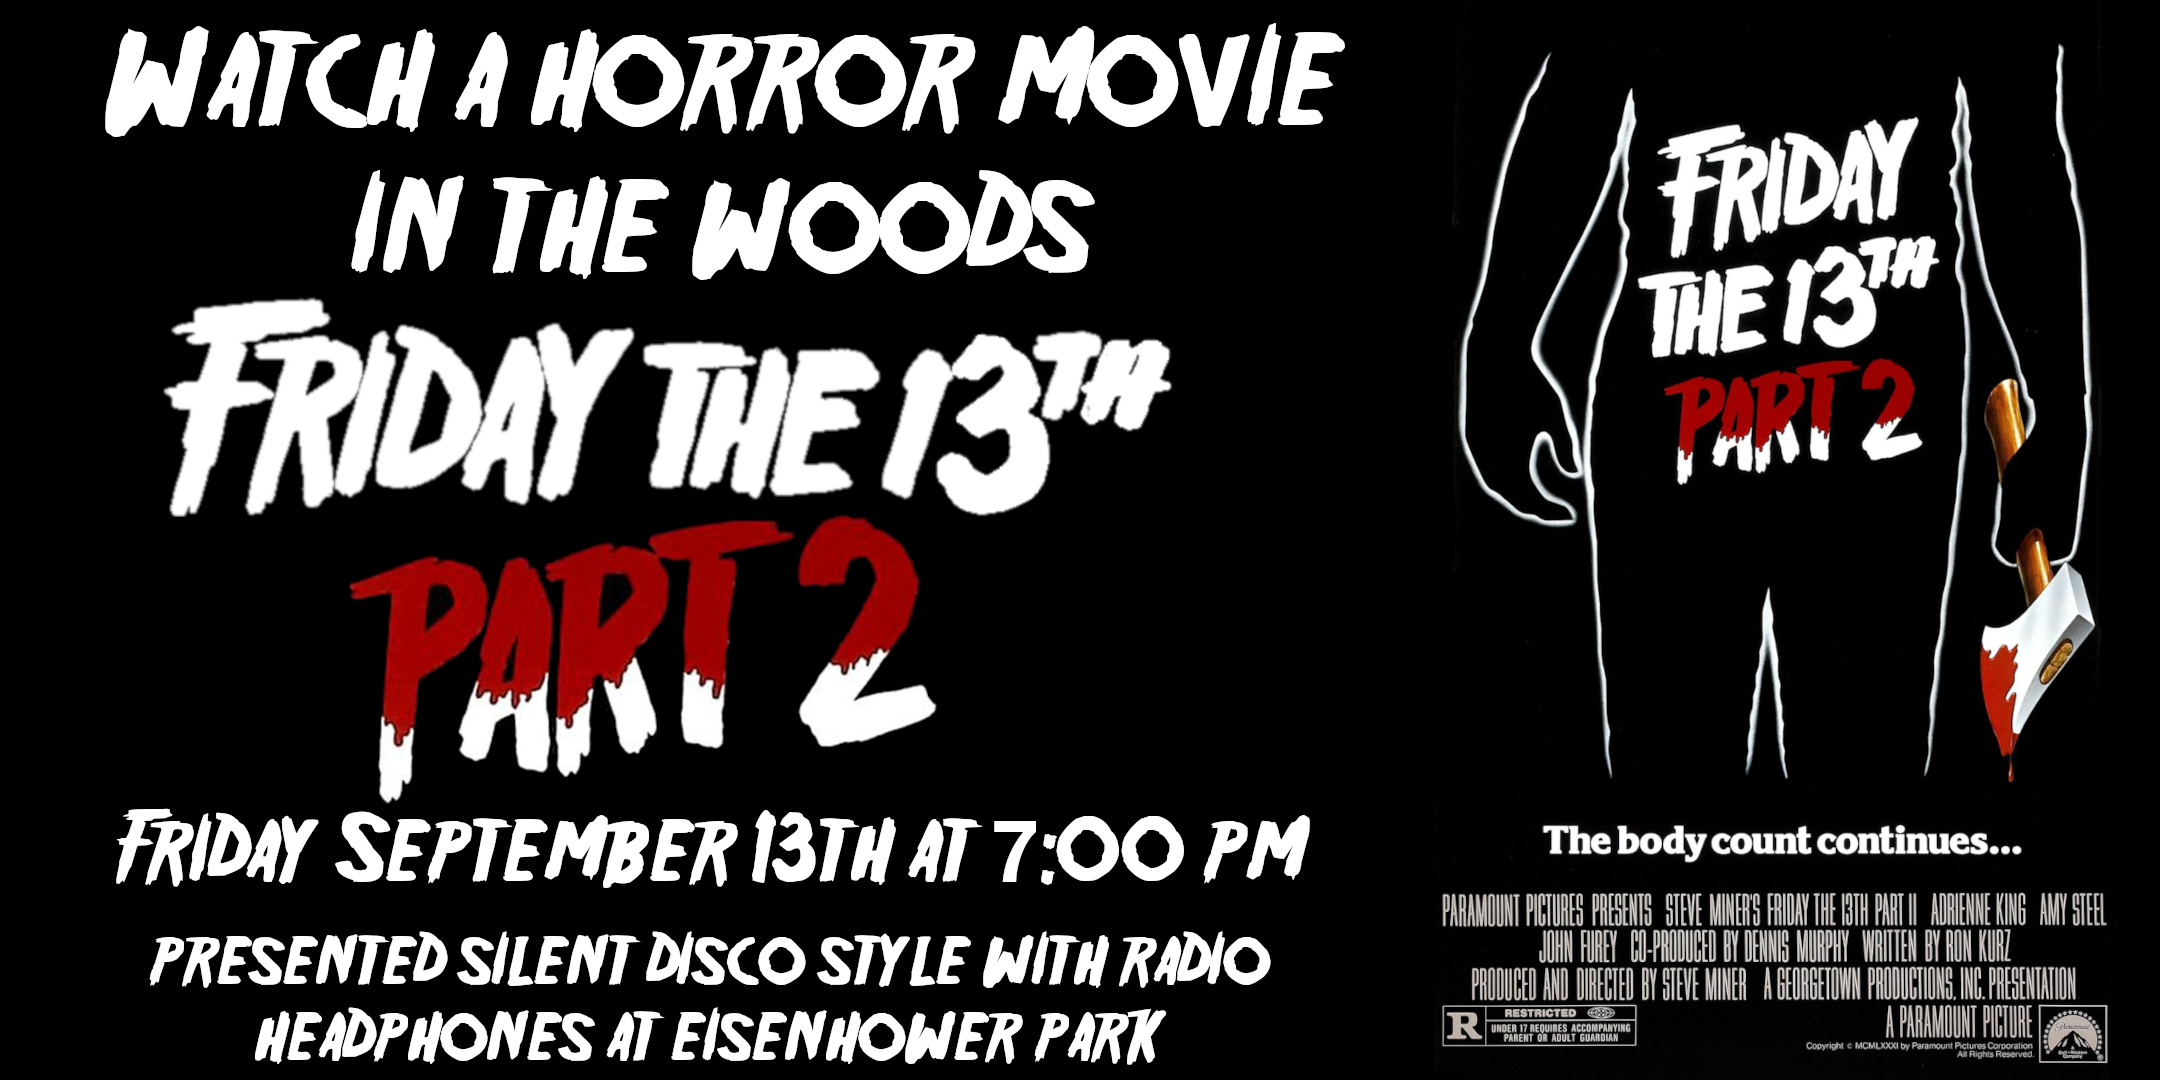 WATCH A HORROR MOVIE
IN THE WOODS
FRIDAY THE 13TH
PART 2
FRIDAY SEPTEMBER 13TH AT 7:00 PM
PRESENTED SILENT DISCO STYLE WITH RADIO
HEADPHONES AT EISENHOWER PARK
FRIDAY
THE 13TH
PART 2
The body count continues...
PARAMOUNT PICTURES PRESENTS STEVE MINER'S FRIDAY THE 13TH PART II ADRIENNE KING AMY STEEL
JOHN FUREY CO-PRODUCED BY DENNIS MURPHY WRITTEN BY RON KURZ
PRODUCED AND DIRECTED BY STEVE MINER A GEORGETOWN PRODUCTIONS, INC. PRESENTATION
R RESTRICTED
UNDER 17 REQUIRES ACCOMPANYING
PARENT OR ADULT GUARDIAN
A PARAMOUNT PICTURE
Copyright © MCMLXXXI by Paramount Pictures Corporation
All Rights Reserved.
Paramount
A Gulf+Western
Company